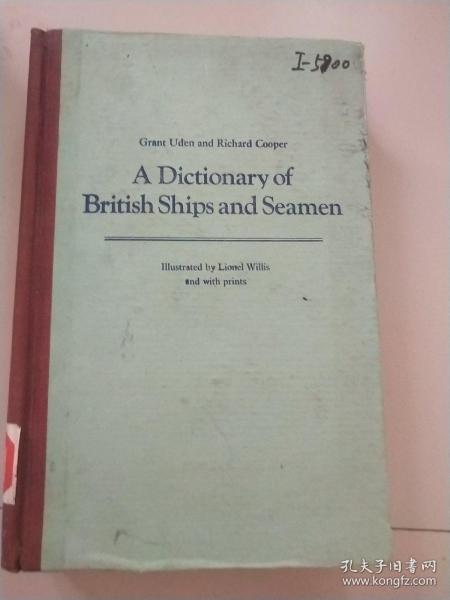 I-5900
Grant Uden and Richard Cooper
A Dictionary of
British Ships and Seamen
Illustrated by Lionel Willis
and with prints
孔夫子旧书网
www.kongfz.com